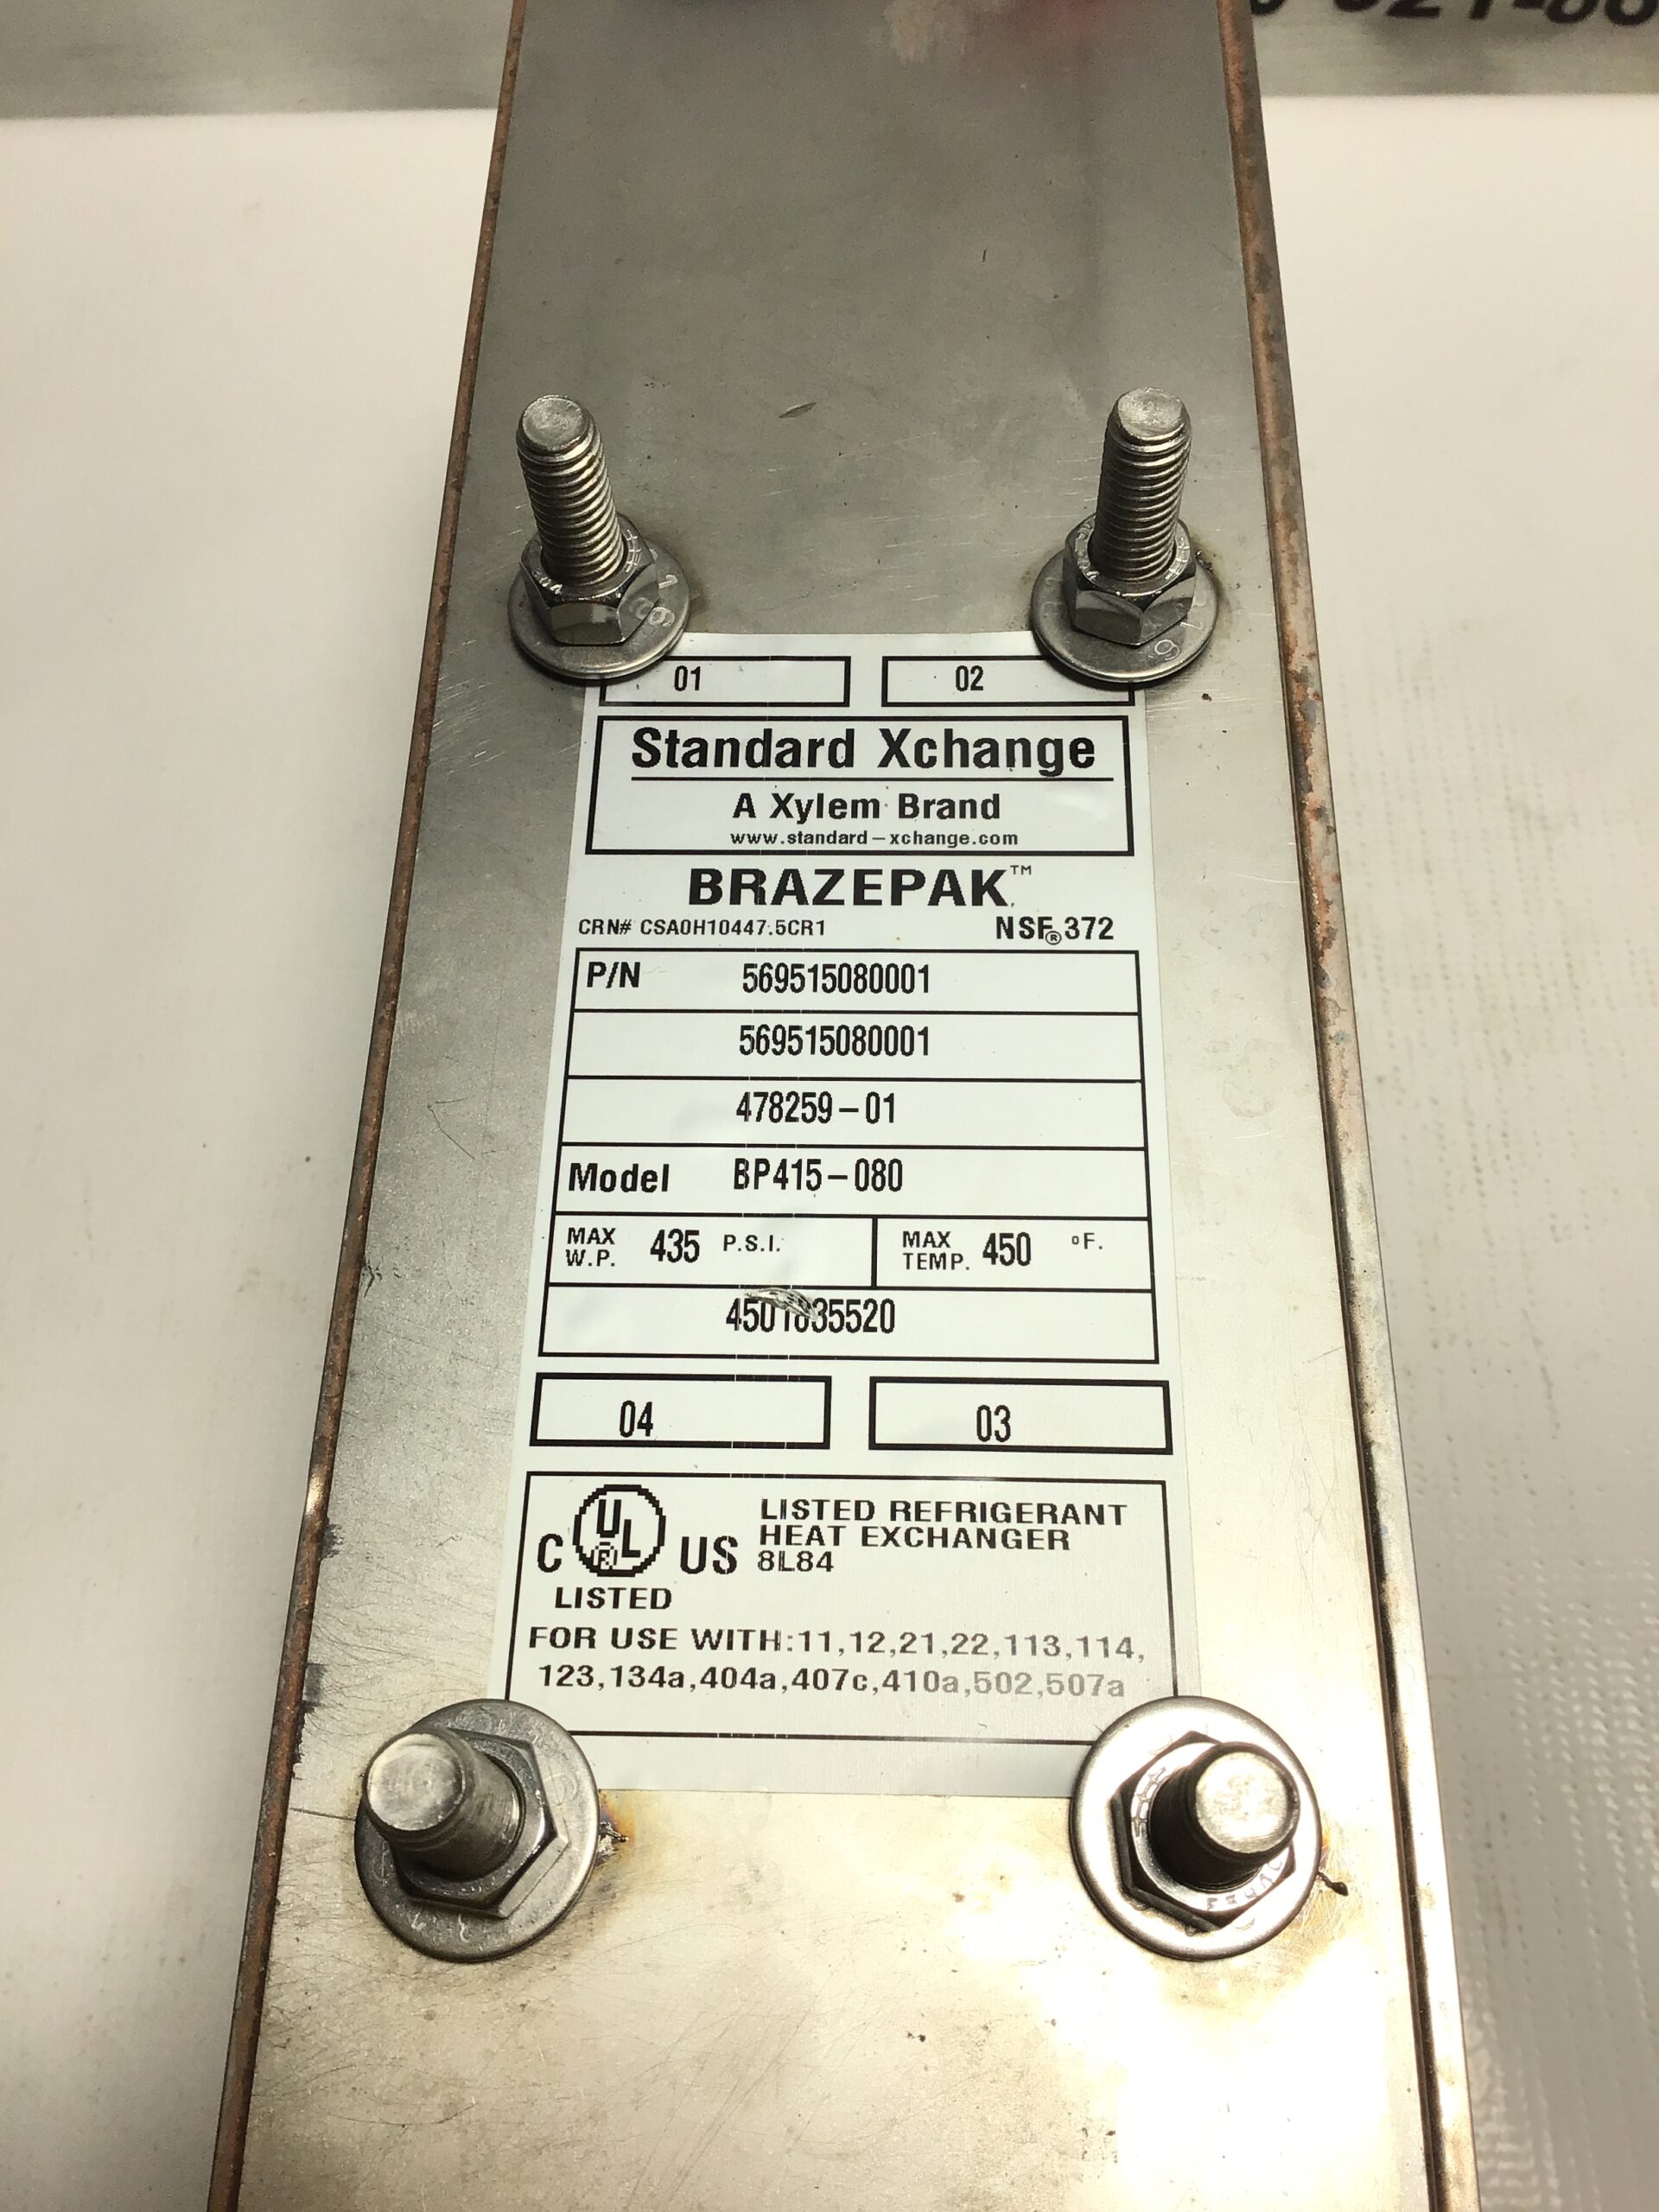 01 02
Standard Xchange
A Xylem Brand
www.standard-xchange.com
BRAZEPAK™
CRN# CSA0H10447.5CR1 NSF® 372
P/N 569515080001
569515080001
478259-01
Model BP415-080
MAX W.P. 435 P.S.I. MAX TEMP. 450 °F.
04 03
C UL® US LISTED REFRIGERANT
HEAT EXCHANGER
8L84
LISTED
FOR USE WITH:11,12,21,22,113,114,
123,134a,404a,407c,410a,502,507a